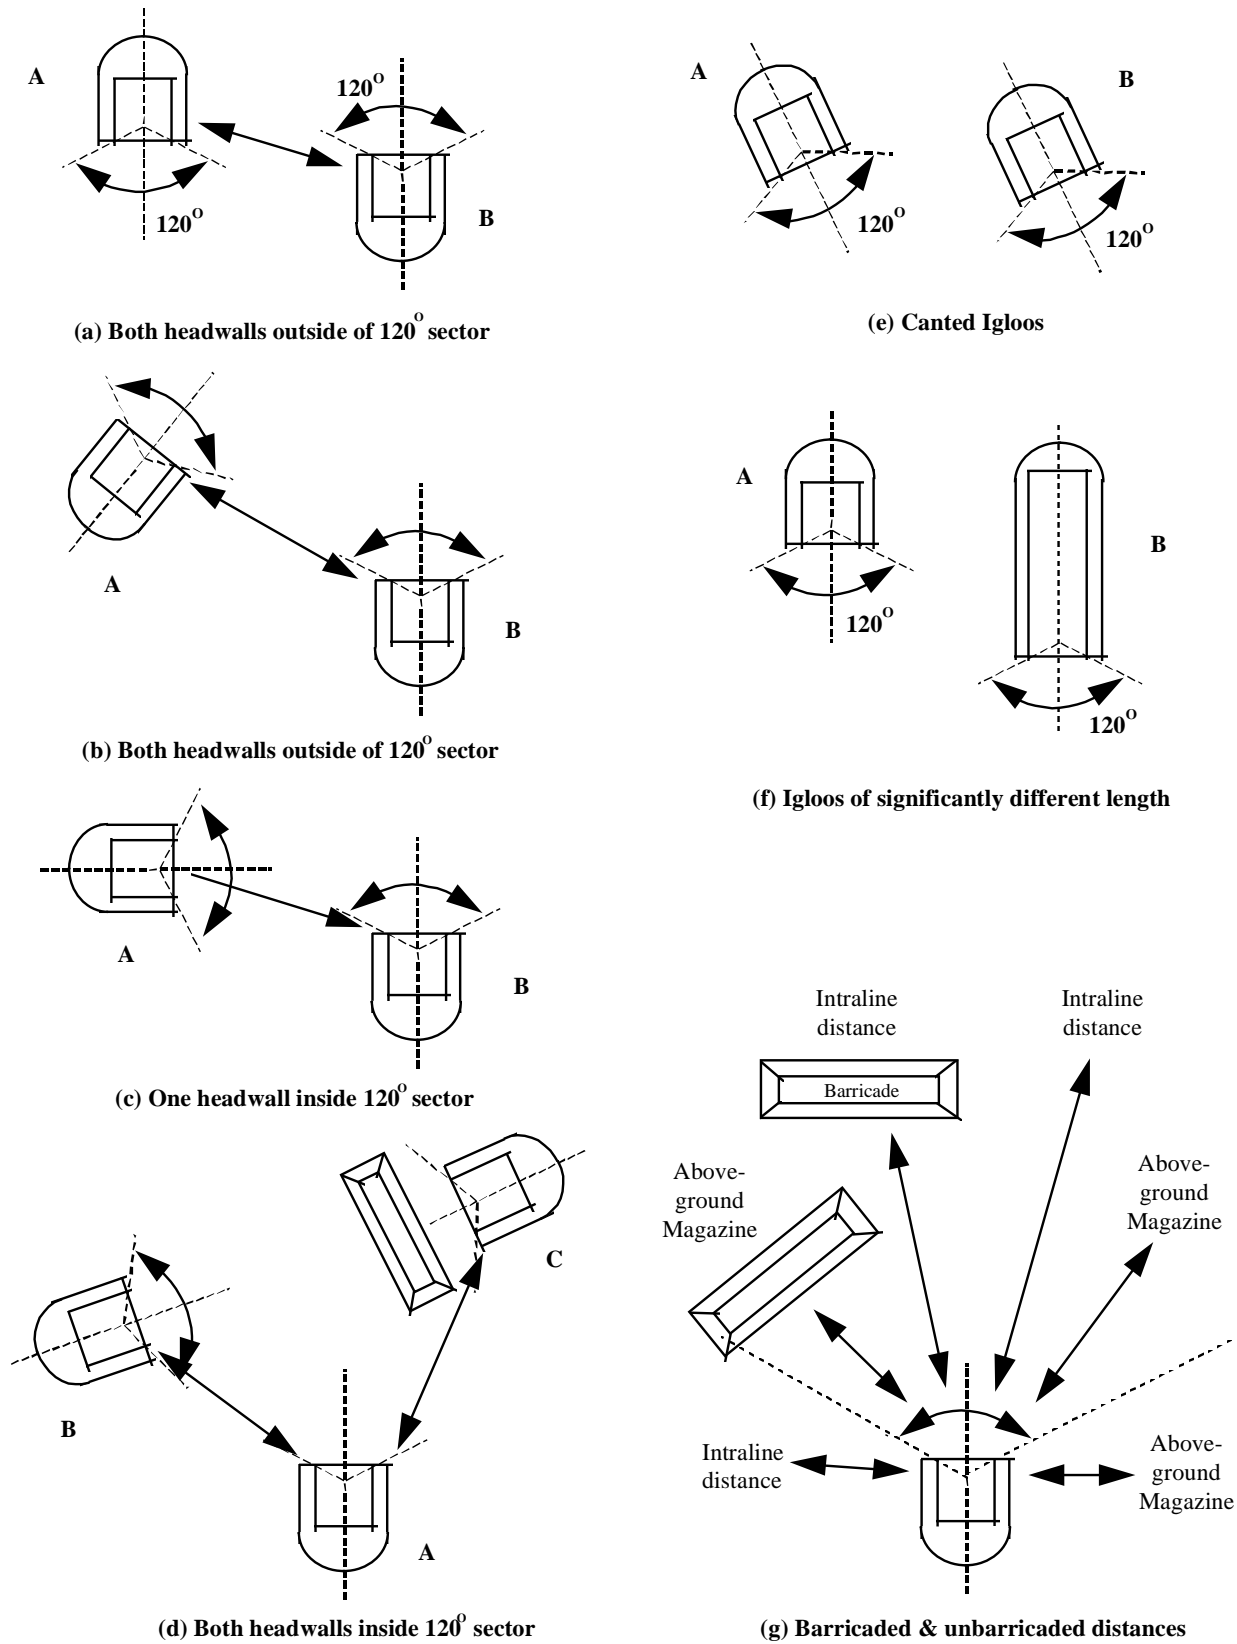 A
120°
120°
B
(a) Both headwalls outside of 120° sector
A
B
(b) Both headwalls outside of 120° sector
A
B
(c) One headwall inside 120° sector
C
B
A
(d) Both headwalls inside 120° sector
A
B
120°
120°
(e) Canted Igloos
A
B
120°
120°
(f) Igloos of significantly different length
Intraline
distance
Intraline
distance
Barricade
Above-
ground
Magazine
Above-
ground
Magazine
Intraline
distance
Above-
ground
Magazine
(g) Barricaded & unbarricaded distances